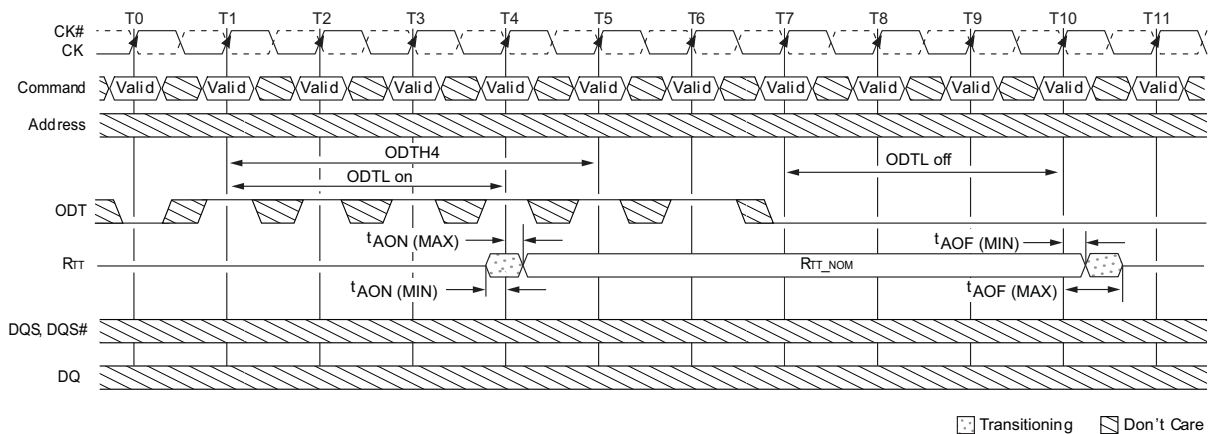 T0 T1 T2 T3 T4 T5 T6 T7 T8 T9 T10 T11
CK#
CK
Command Valid Valid Valid Valid Valid Valid Valid Valid Valid Valid Valid Valid
Address
ODTH4
ODTL on
ODTL off
ODT
tAON (MAX)
tAOF (MIN)
RTT
RTT_NOM
tAON (MIN)
tAOF (MAX)
DQS, DQS#
DQ
Transitioning Don't Care